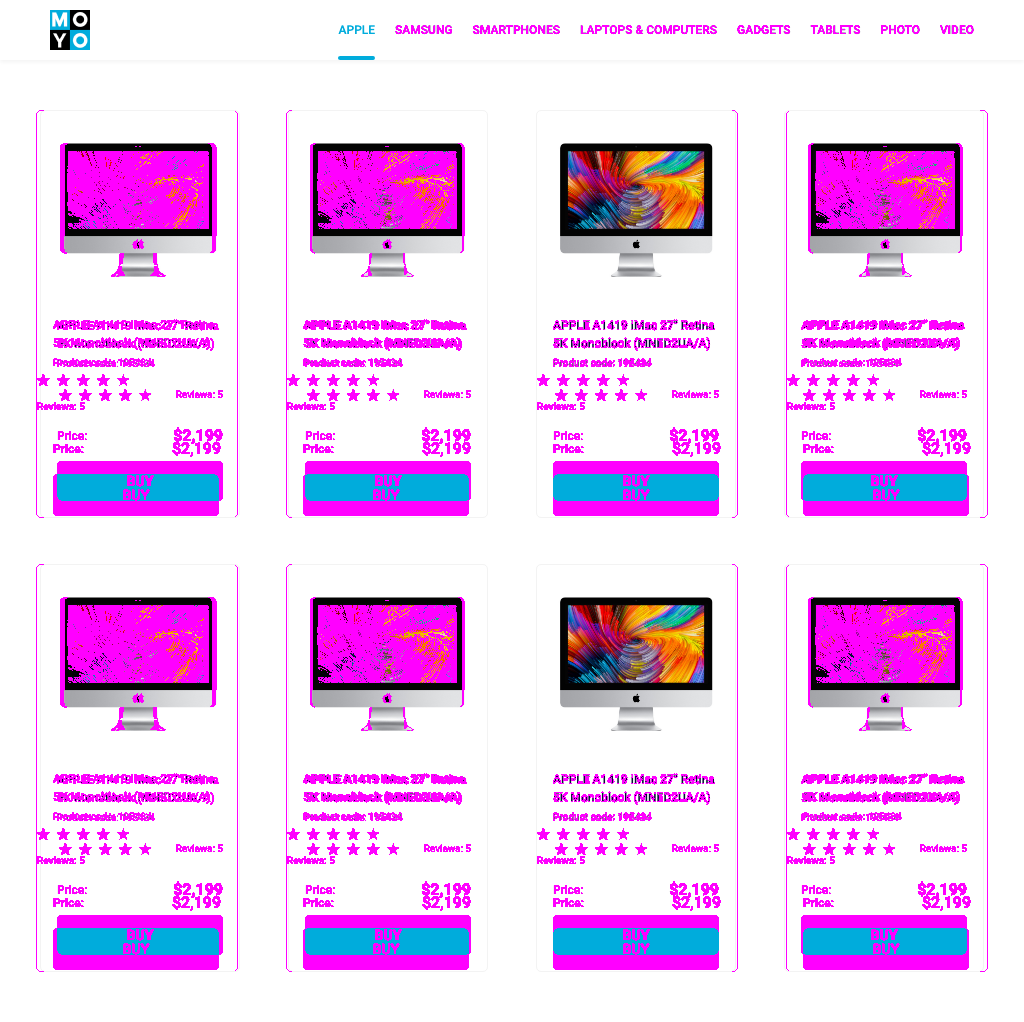 MOYO
APPLE SAMSUNG SMARTPHONES LAPTOPS & COMPUTERS GADGETS TABLETS PHOTO VIDEO
APPLE A1419 iMac 27" Retina APPLE A1419 iMac 27" Retina APPLE A1419 iMac 27" Retina APPLE A1419 iMac 27" Retina
5K Monoblock (MNED2UA/A) 5K Monoblock (MNED2UA/A) 5K Monoblock (MNED2UA/A) 5K Monoblock (MNED2UA/A)
Product code: 195434 Product code: 195434 Product code: 195434 Product code: 195434
Reviews: 5 Reviews: 5 Reviews: 5 Reviews: 5
Reviews: 5 Reviews: 5 Reviews: 5 Reviews: 5
Price: $2,199 Price: $2,199 Price: $2,199 Price: $2,199
Price: $2,199 Price: $2,199 Price: $2,199 Price: $2,199
BUY BUY BUY BUY
BUY BUY BUY BUY
APPLE A1419 iMac 27" Retina APPLE A1419 iMac 27" Retina APPLE A1419 iMac 27" Retina APPLE A1419 iMac 27" Retina
5K Monoblock (MNED2UA/A) 5K Monoblock (MNED2UA/A) 5K Monoblock (MNED2UA/A) 5K Monoblock (MNED2UA/A)
Product code: 195434 Product code: 195434 Product code: 195434 Product code: 195434
Reviews: 5 Reviews: 5 Reviews: 5 Reviews: 5
Reviews: 5 Reviews: 5 Reviews: 5 Reviews: 5
Price: $2,199 Price: $2,199 Price: $2,199 Price: $2,199
Price: $2,199 Price: $2,199 Price: $2,199 Price: $2,199
BUY BUY BUY BUY
BUY BUY BUY BUY